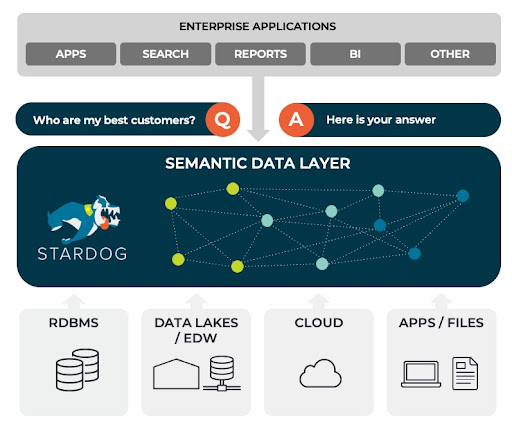 ENTERPRISE APPLICATIONS
APPS
SEARCH
REPORTS
BI
OTHER
Who are my best customers?
Q
A
Here is your answer
SEMANTIC DATA LAYER
STARDOG
RDBMS
DATA LAKES
/ EDW
CLOUD
APPS / FILES